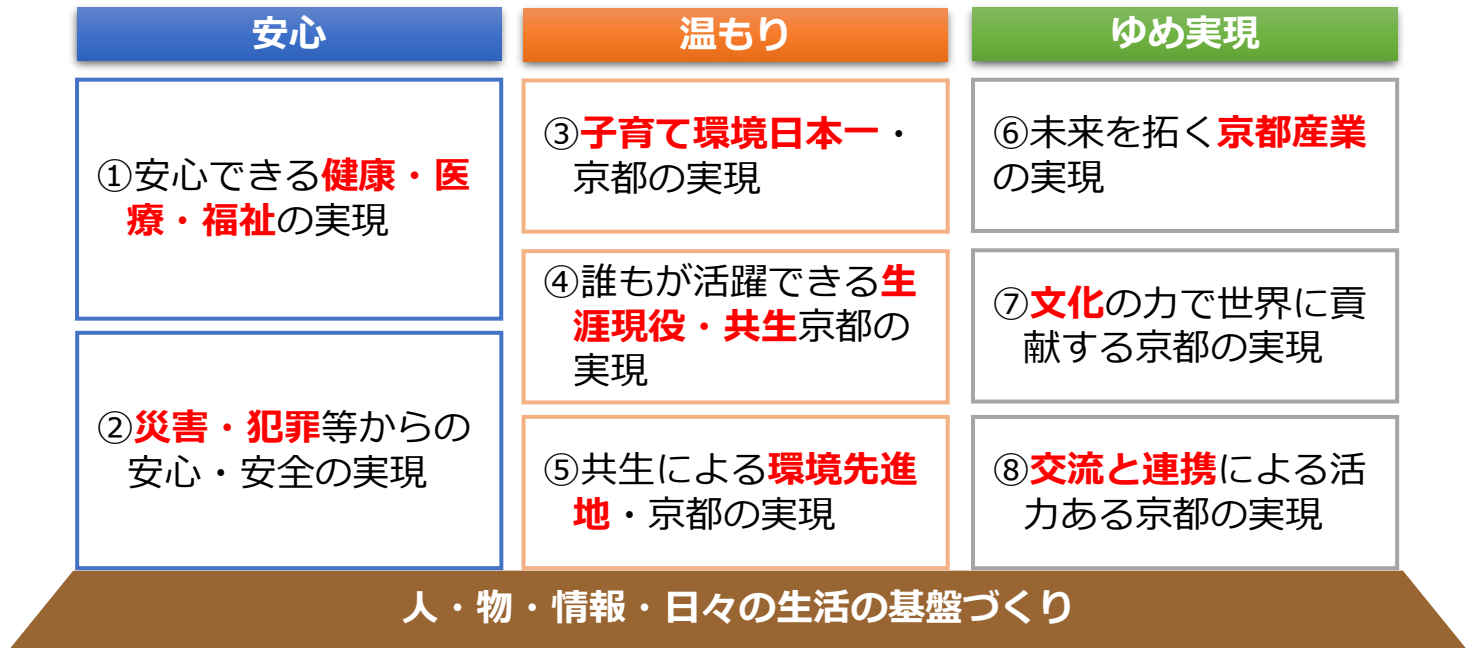 安心
①安心できる健康・医
療・福祉の実現
②災害・犯罪等からの
安心・安全の実現
温もり
③子育て環境日本一・
京都の実現
④誰もが活躍できる生
涯現役・共生京都の
実現
⑤共生による環境先進
地・京都の実現
ゆめ実現
⑥未来を拓く京都産業
の実現
⑦文化の力で世界に貢
献する京都の実現
⑧交流と連携による活
力ある京都の実現
人・物・情報・日々の生活の基盤づくり